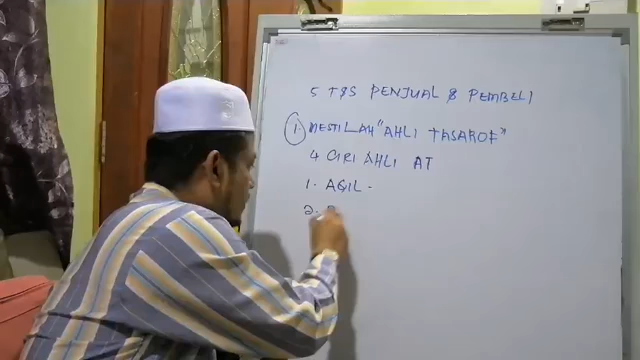 5 T&S PENJUAL & PEMBELI
1 MESTILAH "AHLI TASAROF"
4 CIRI AHLI AT
1. AQIL -
2.